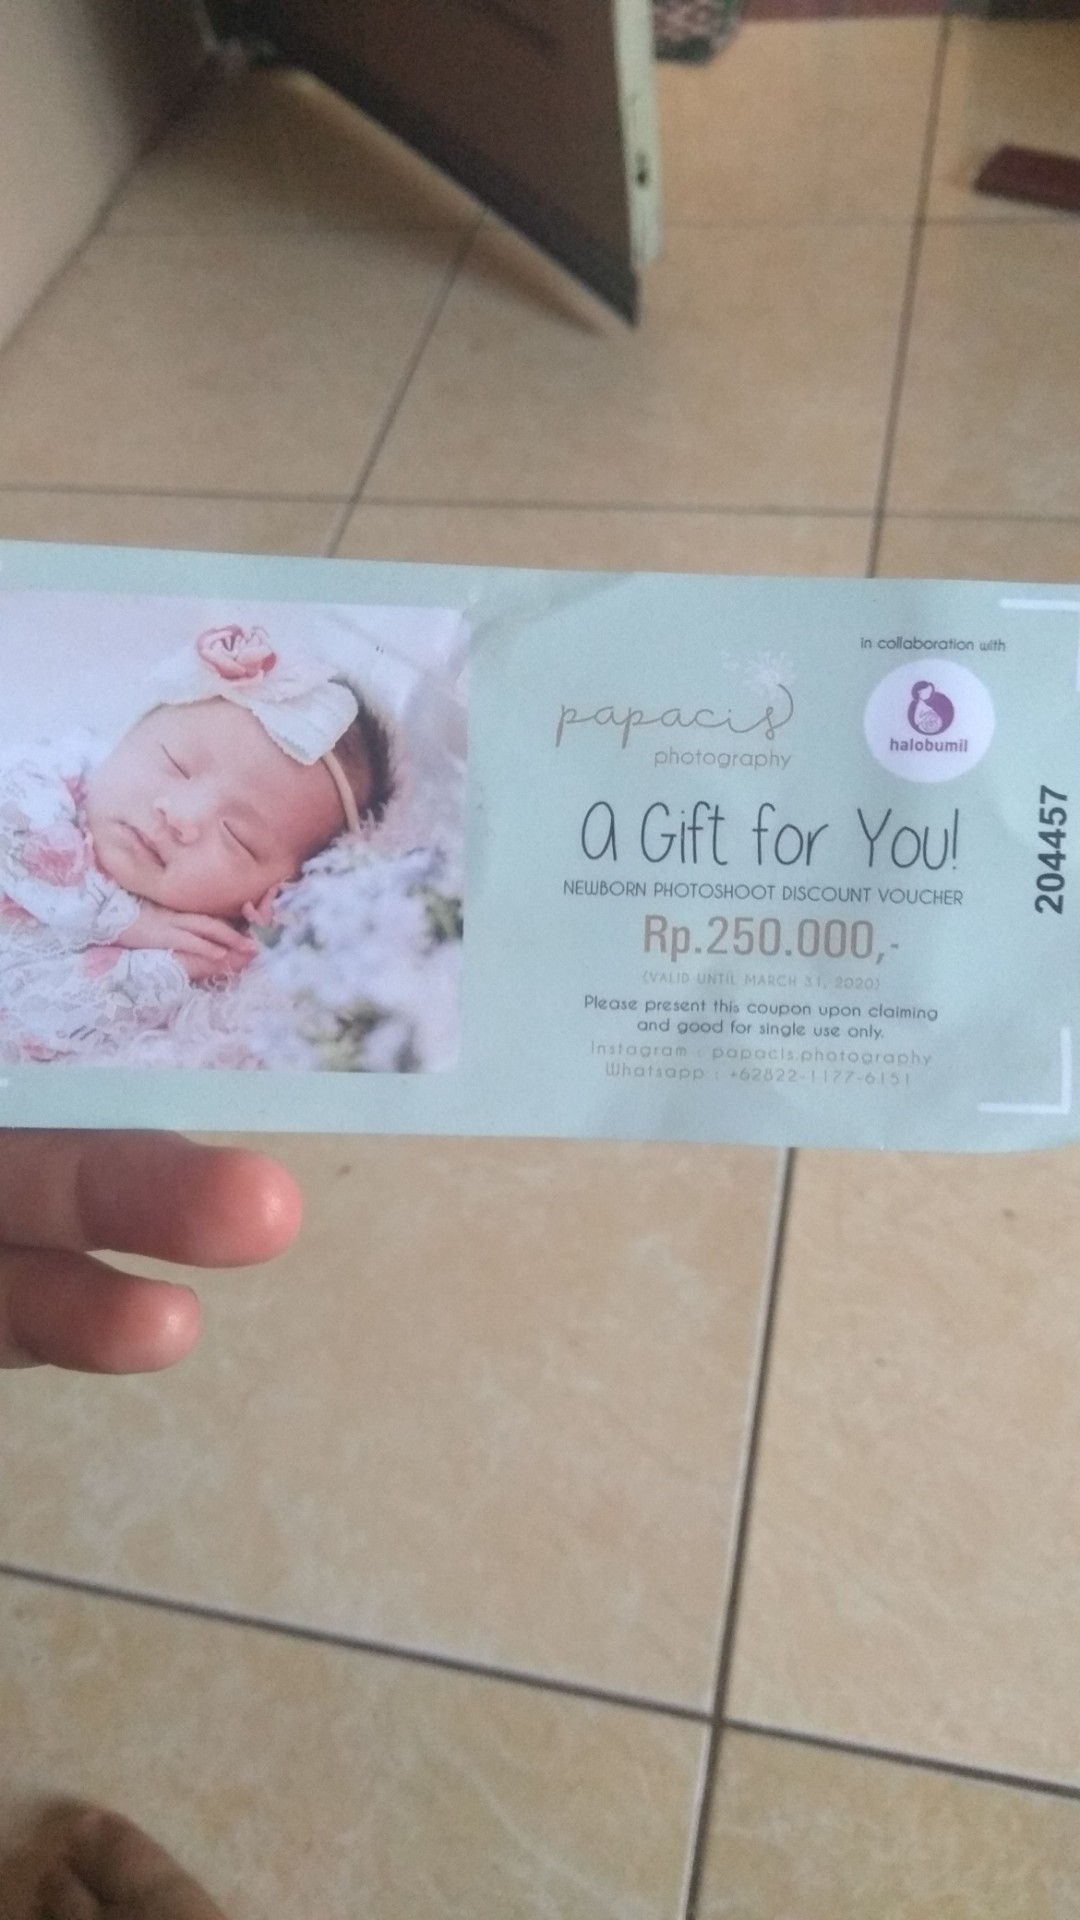 in collaboration with
halobumil
papacis
photography
A Gift for You!
NEWBORN PHOTOSHOOT DISCOUNT VOUCHER
Rp.250.000,-
(VALID UNTIL MARCH 31, 2020)
Please present this coupon upon claiming
and good for single use only.
Instagram : papacis.photography
Whatsapp : +62822-1177-6151
204457